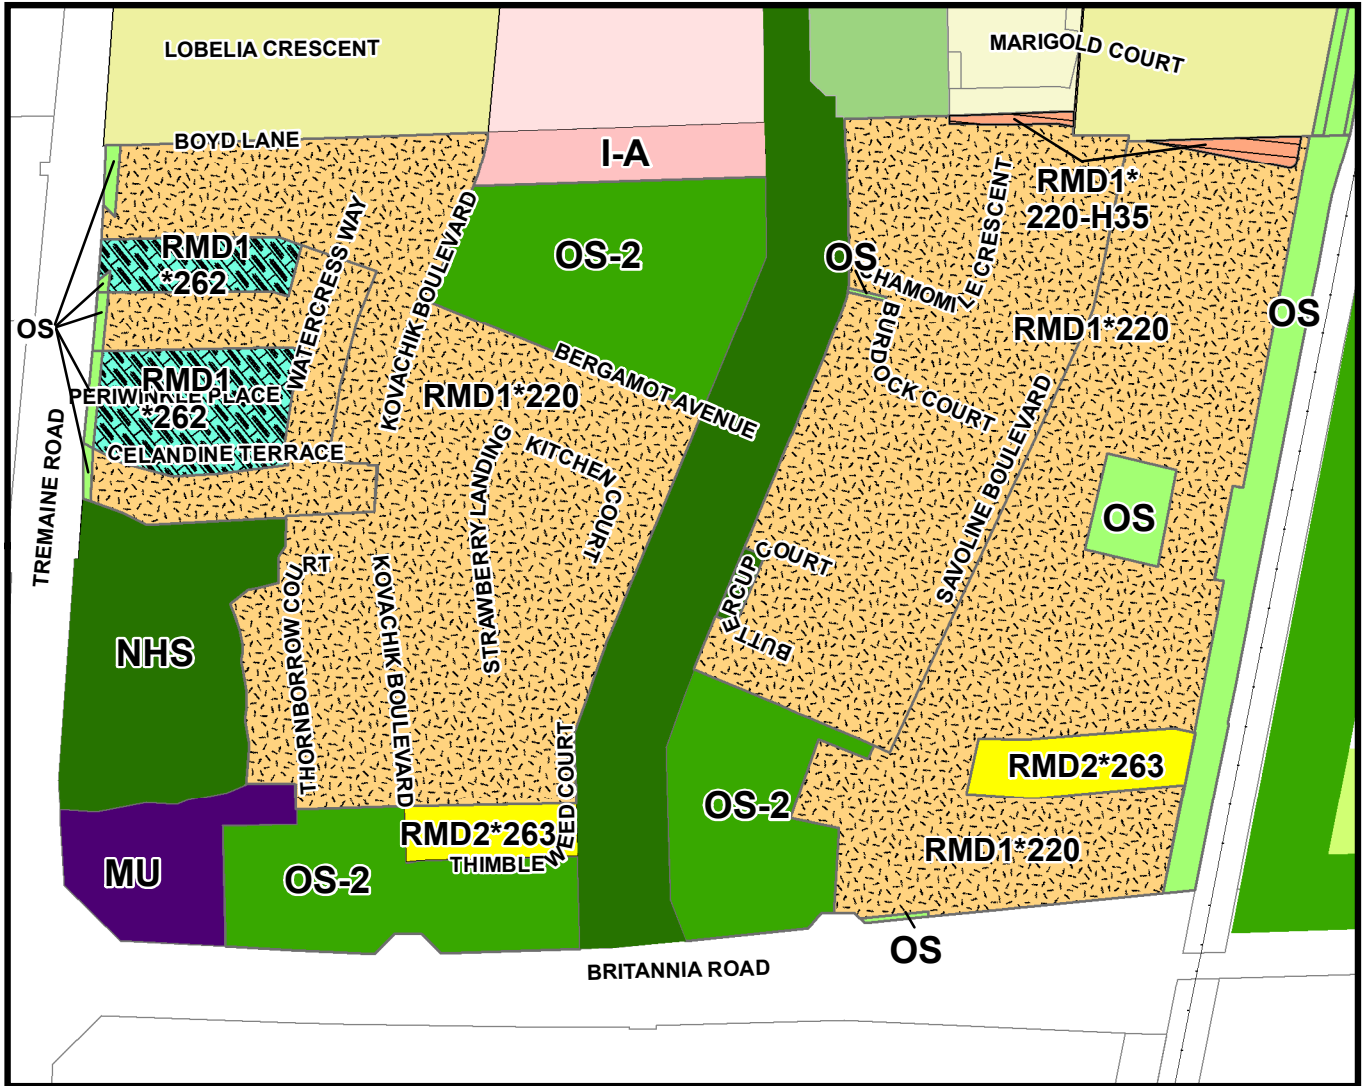 LOBELIA CRESCENT
MARIGOLD COURT
BOYD LANE
I-A
RMD1*
220-H35
RMD1
*262
WATERCRESS WAY
KOVACHIK BOULEVARD
OS-2
OS
CHAMOMILE CRESCENT
OS
OS
RMD1*220
BURDOCK COURT
BERGAMOT AVENUE
RMD1
*262
PERIWINKLE PLACE
RMD1*220
CELANDINE TERRACE
TREMAINE ROAD
STRAWBERRY LANDING
KITCHEN COURT
SAVOLINE BOULEVARD
OS
BUTTERCUP COURT
THORNBORROW COURT
KOVACHIK BOULEVARD
NHS
RMD2*263
OS-2
RMD2*263
THIMBLEWEED COURT
RMD1*220
MU
OS-2
OS
BRITANNIA ROAD